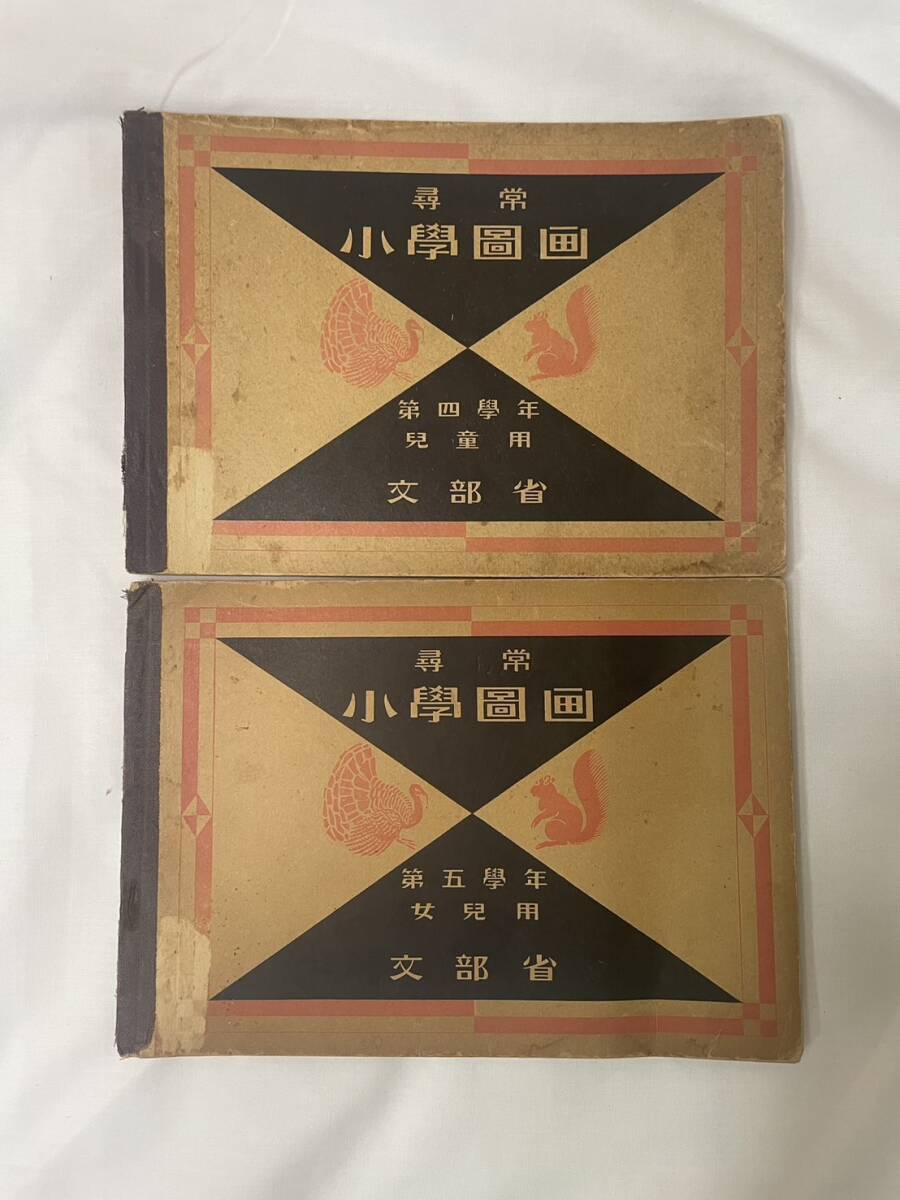 尋常
小學圖画
第四學年
兒童用
文部省
尋常
小學圖画
第五學年
女兒用
文部省